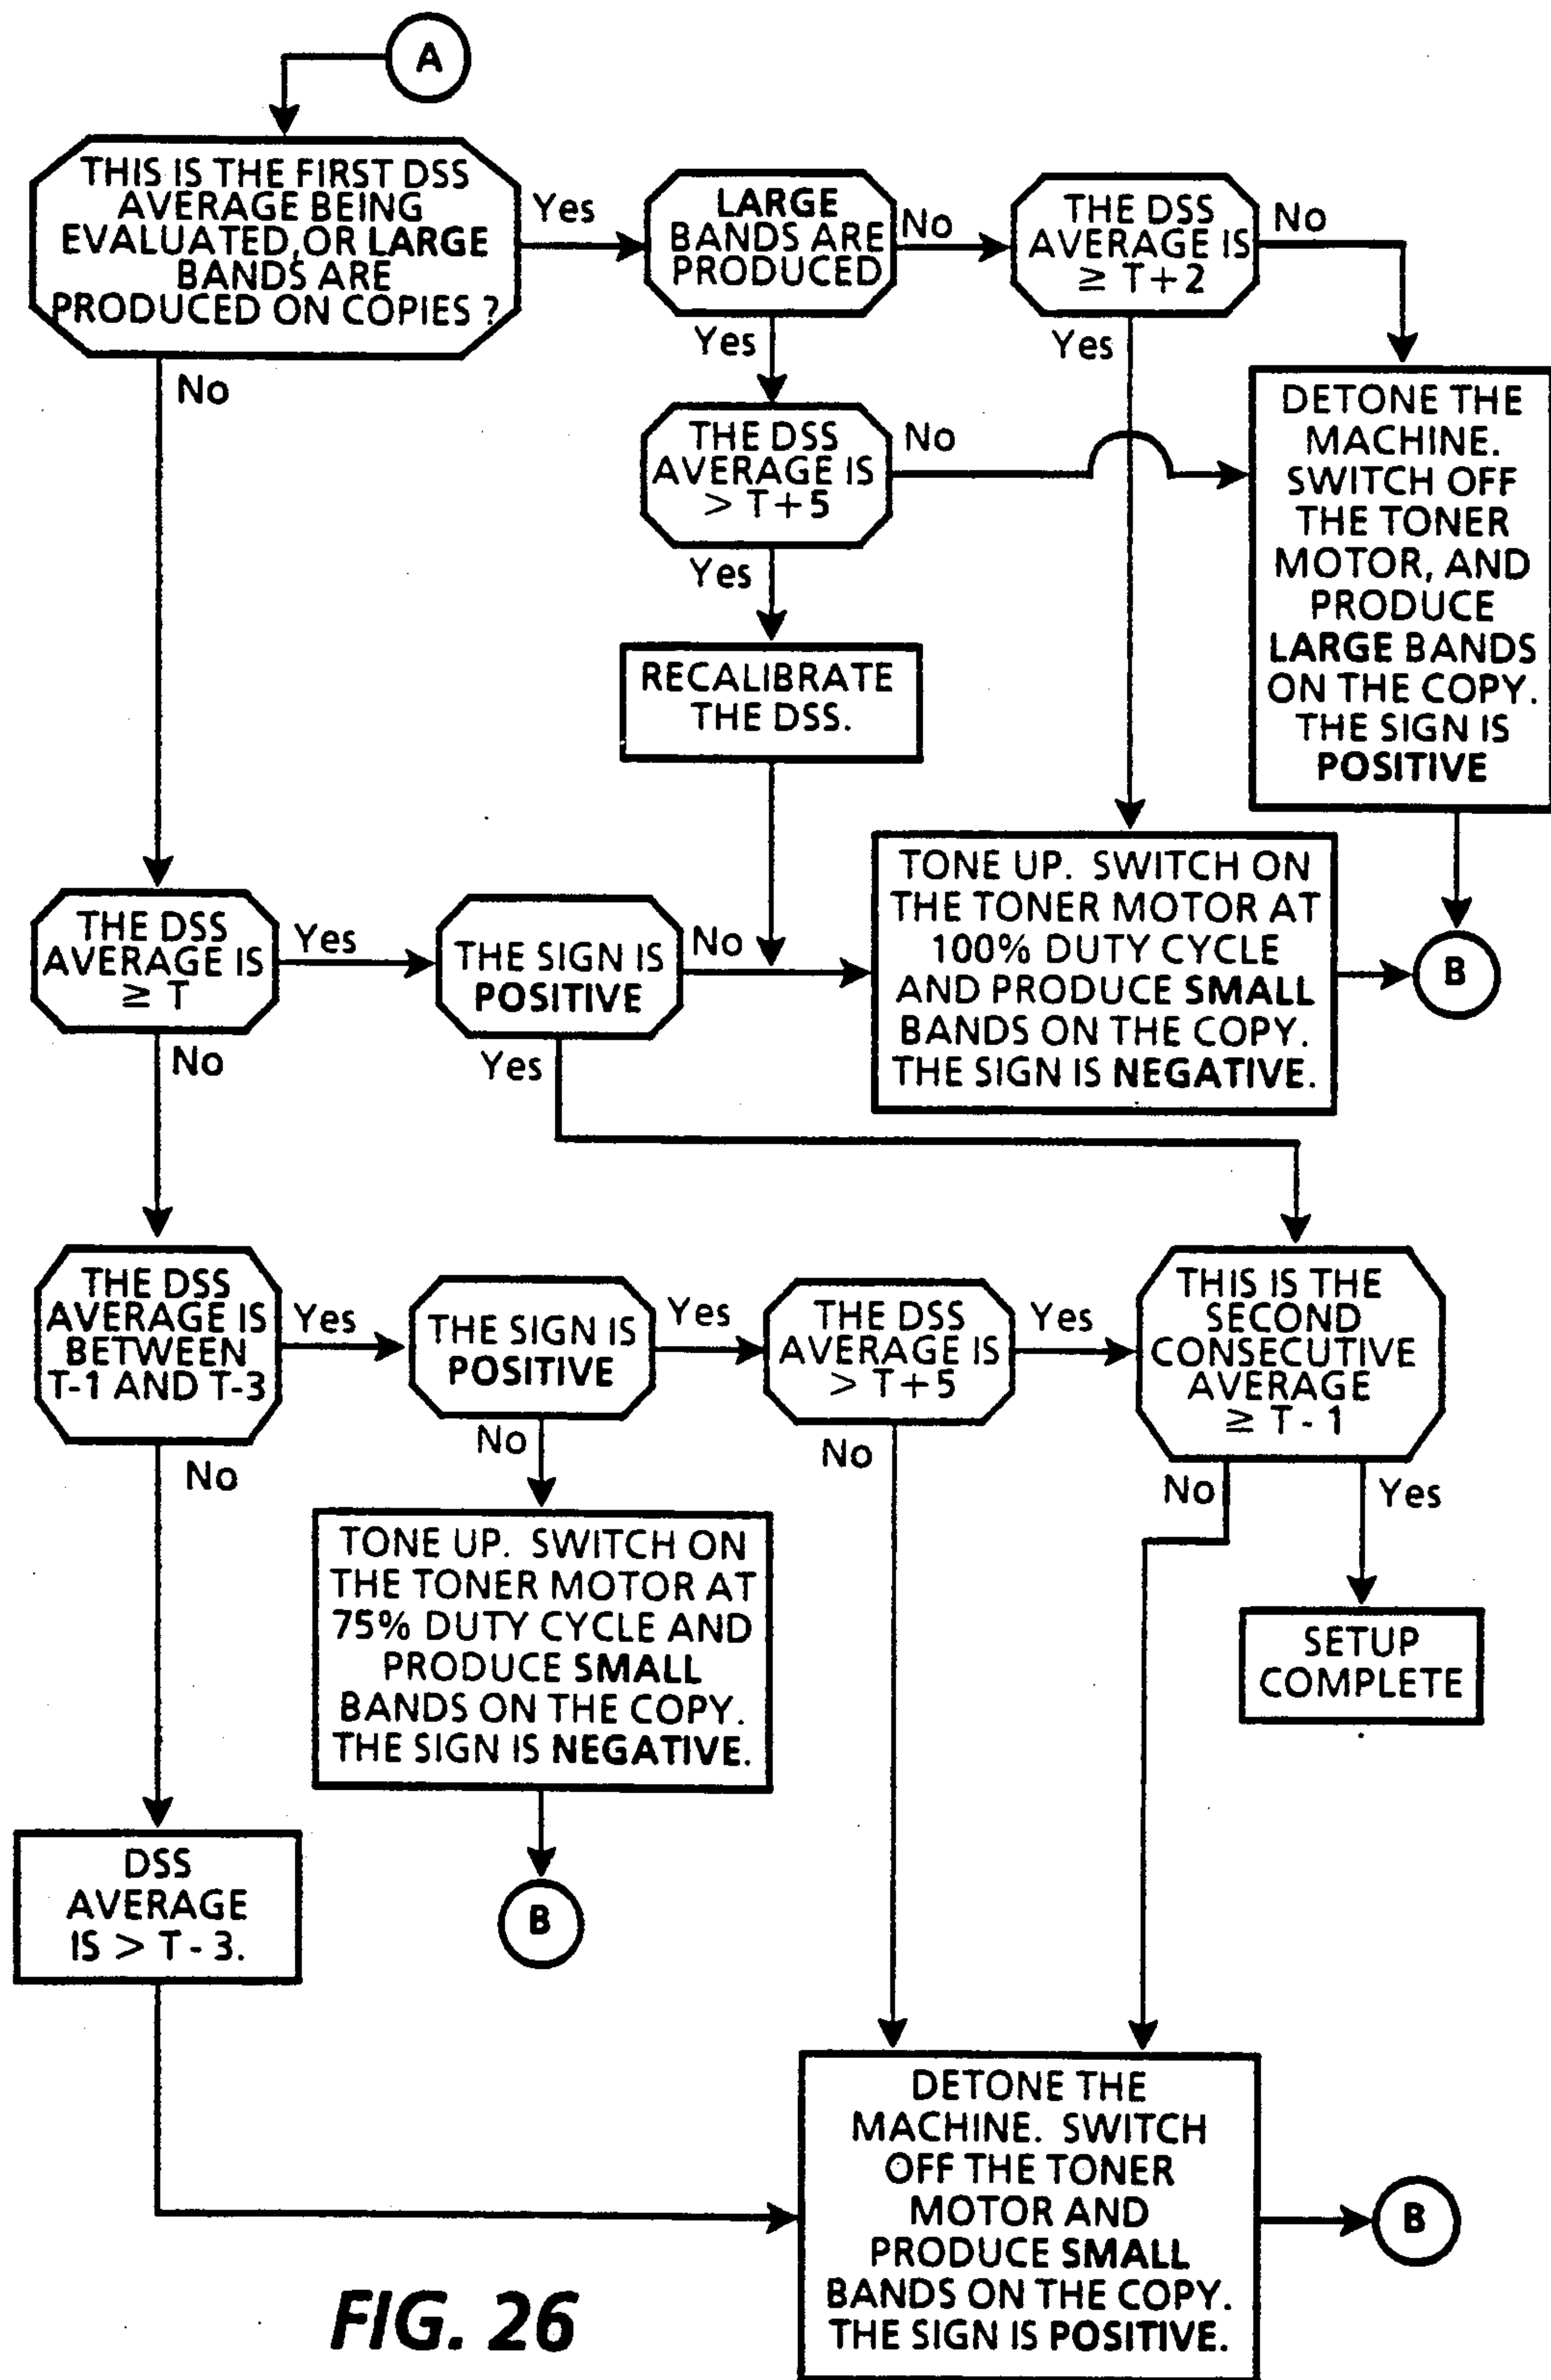 A
THIS IS THE FIRST DSS
AVERAGE BEING
EVALUATED,OR LARGE
BANDS ARE
PRODUCED ON COPIES ?
Yes
LARGE
BANDS ARE
PRODUCED
No
THE DSS
AVERAGE IS
≥ T+2
No
Yes
Yes
No
THE DSS
AVERAGE IS
> T+5
No
Yes
DETONE THE
MACHINE.
SWITCH OFF
THE TONER
MOTOR, AND
PRODUCE
LARGE BANDS
ON THE COPY.
THE SIGN IS
POSITIVE
RECALIBRATE
THE DSS.
THE DSS
AVERAGE IS
≥ T
Yes
THE SIGN IS
POSITIVE
No
TONE UP. SWITCH ON
THE TONER MOTOR AT
100% DUTY CYCLE
AND PRODUCE SMALL
BANDS ON THE COPY.
THE SIGN IS NEGATIVE.
B
No
Yes
THE DSS
AVERAGE IS
BETWEEN
T-1 AND T-3
Yes
THE SIGN IS
POSITIVE
Yes
THE DSS
AVERAGE IS
> T+5
Yes
THIS IS THE
SECOND
CONSECUTIVE
AVERAGE
≥ T - 1
No
No
No
No
Yes
TONE UP. SWITCH ON
THE TONER MOTOR AT
75% DUTY CYCLE AND
PRODUCE SMALL
BANDS ON THE COPY.
THE SIGN IS NEGATIVE.
SETUP
COMPLETE
DSS
AVERAGE
IS > T - 3.
B
DETONE THE
MACHINE. SWITCH
OFF THE TONER
MOTOR AND
PRODUCE SMALL
BANDS ON THE COPY.
THE SIGN IS POSITIVE.
B
FIG. 26